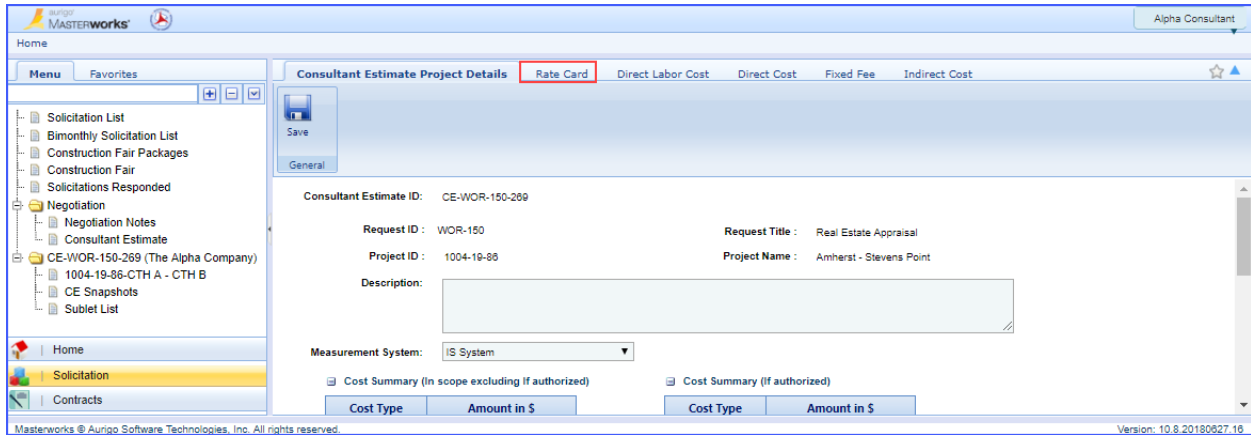 aurigo
MASTERWORKS
Alpha Consultant
Home
Menu Favorites
Solicitation List
Bimonthly Solicitation List
Construction Fair Packages
Construction Fair
Solicitations Responded
Negotiation
Negotiation Notes
Consultant Estimate
CE-WOR-150-269 (The Alpha Company)
1004-19-86-CTH A - CTH B
CE Snapshots
Sublet List
Home
Solicitation
Contracts
Consultant Estimate Project Details Rate Card Direct Labor Cost Direct Cost Fixed Fee Indirect Cost
Save
General
Consultant Estimate ID: CE-WOR-150-269
Request ID : WOR-150 Request Title : Real Estate Appraisal
Project ID : 1004-19-86 Project Name : Amherst - Stevens Point
Description:
Measurement System: IS System
Cost Summary (In scope excluding If authorized) Cost Summary (If authorized)
Cost Type Amount in $ Cost Type Amount in $
Masterworks ® Aurigo Software Technologies, Inc. All rights reserved. Version: 10.8.20180627.16